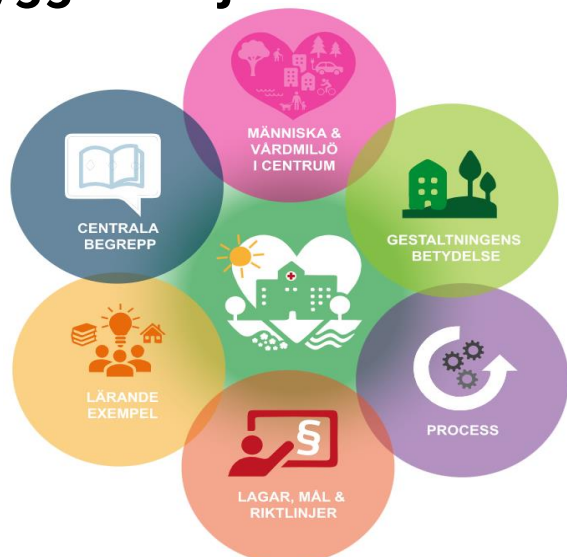 MÄNNISKA &
VÅRDMILJÖ
I CENTRUM
CENTRALA
BEGREPP
GESTALTNINGENS
BETYDELSE
LÄRANDE
EXEMPEL
PROCESS
§
LAGAR, MÅL &
RIKTLINJER